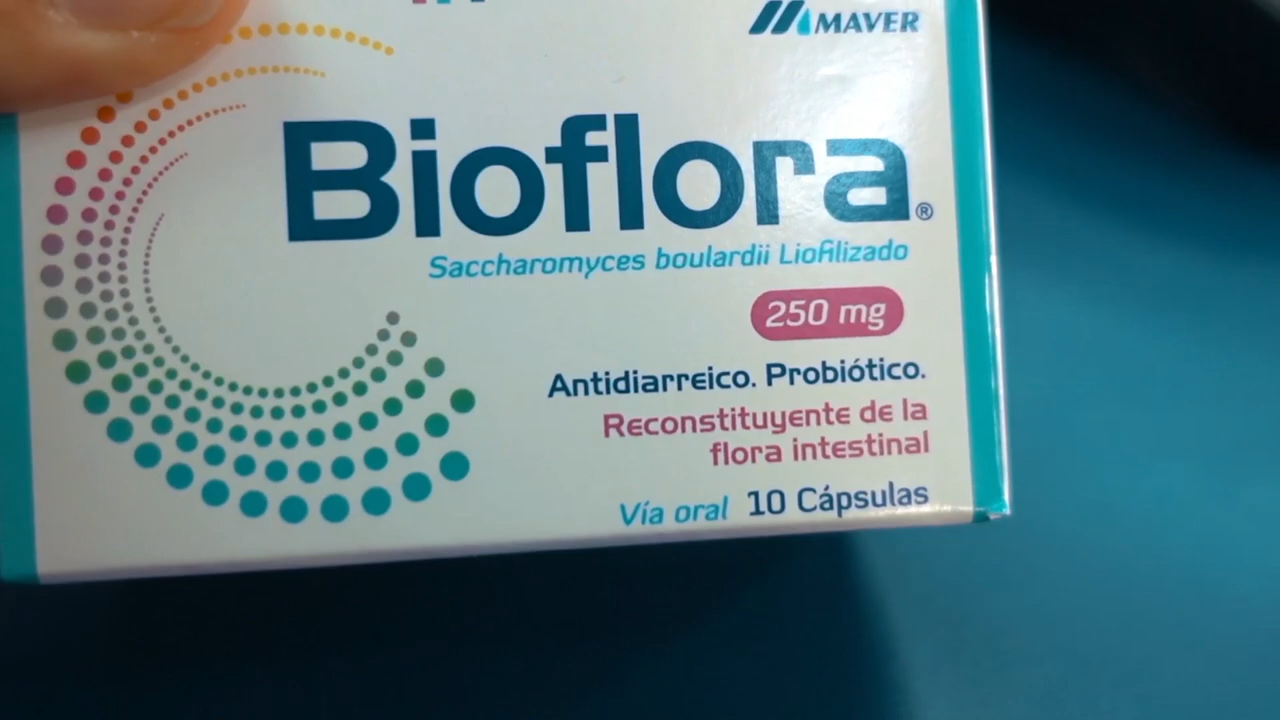 MAVER
Bioflora®
Saccharomyces boulardii Liofilizado
250 mg
Antidiarreico. Probiótico.
Reconstituyente de la
flora intestinal
Vía oral 10 Cápsulas